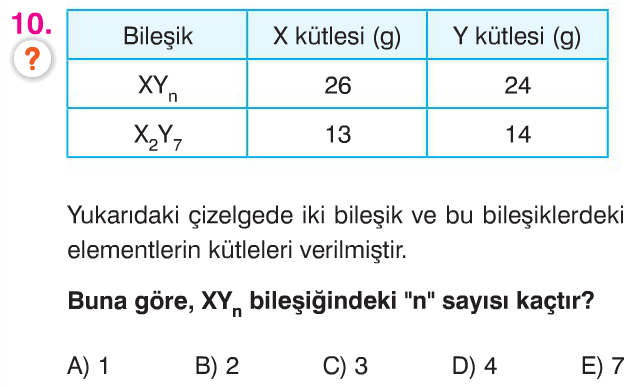 10.
?
Bileşik X kütlesi (g) Y kütlesi (g)
XYₙ 26 24
X₂Y₇ 13 14
Yukarıdaki çizelgede iki bileşik ve bu bileşiklerdeki
elementlerin kütleleri verilmiştir.
Buna göre, XYₙ bileşiğindeki "n" sayısı kaçtır?
A) 1 B) 2 C) 3 D) 4 E) 7